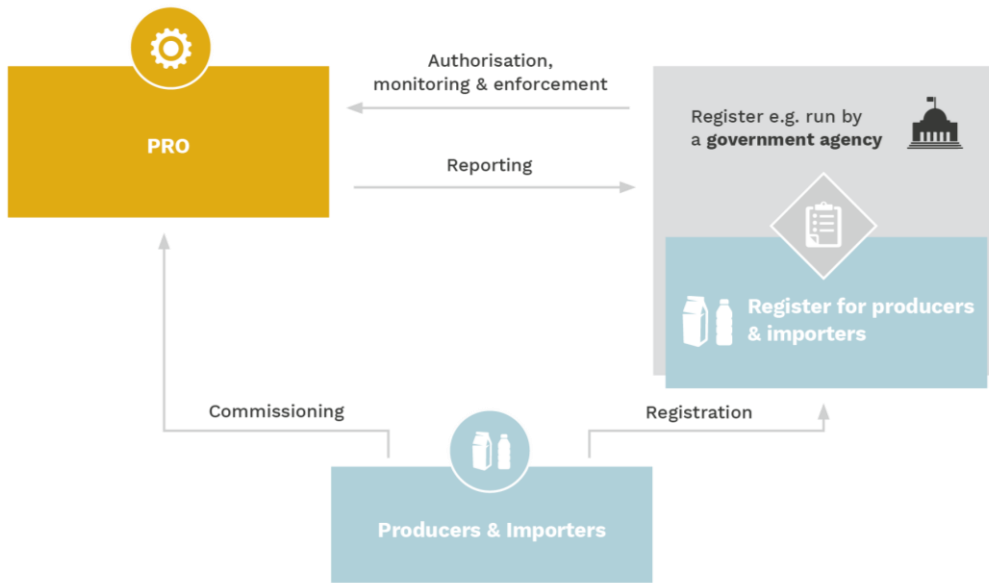 Authorisation,
monitoring & enforcement
PRO
Register e.g. run by
a government agency
Reporting
Register for producers
& importers
Commissioning
Registration
Producers & Importers